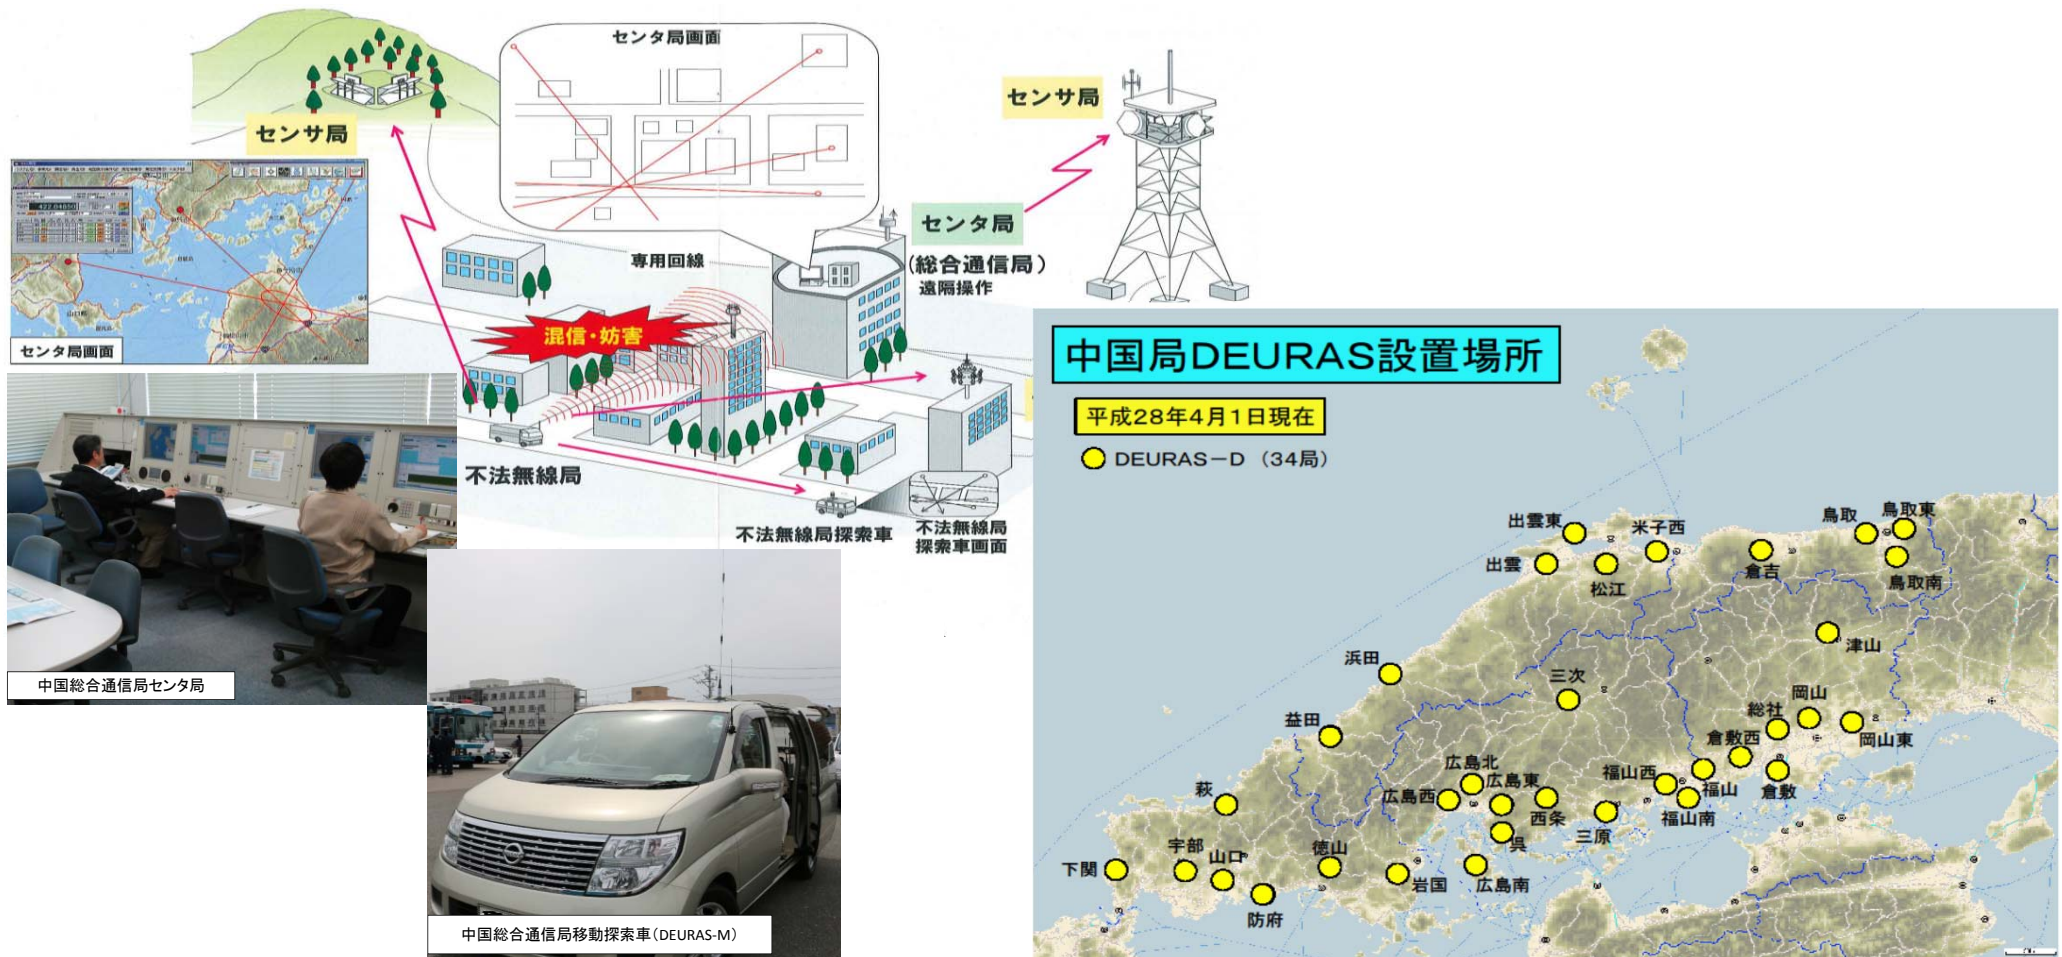 センタ局画面
センサ局
センサ局
センタ局
(総合通信局)
遠隔操作
専用回線
混信・妨害
センタ局画面
不法無線局
不法無線局探索車
不法無線局
探索車画面
中国総合通信局センタ局
中国総合通信局移動探索車(DEURAS-M)
中国局DEURAS設置場所
平成28年4月1日現在
DEURAS－D （34局）
出雲東
米子西
鳥取
鳥取東
出雲
松江
倉吉
鳥取南
津山
浜田
三次
岡山
益田
総社
岡山東
倉敷西
広島北
広島東
福山西
福山
倉敷
萩
広島西
西条
三原
福山南
呉
下関
宇部
山口
徳山
岩国
広島南
防府